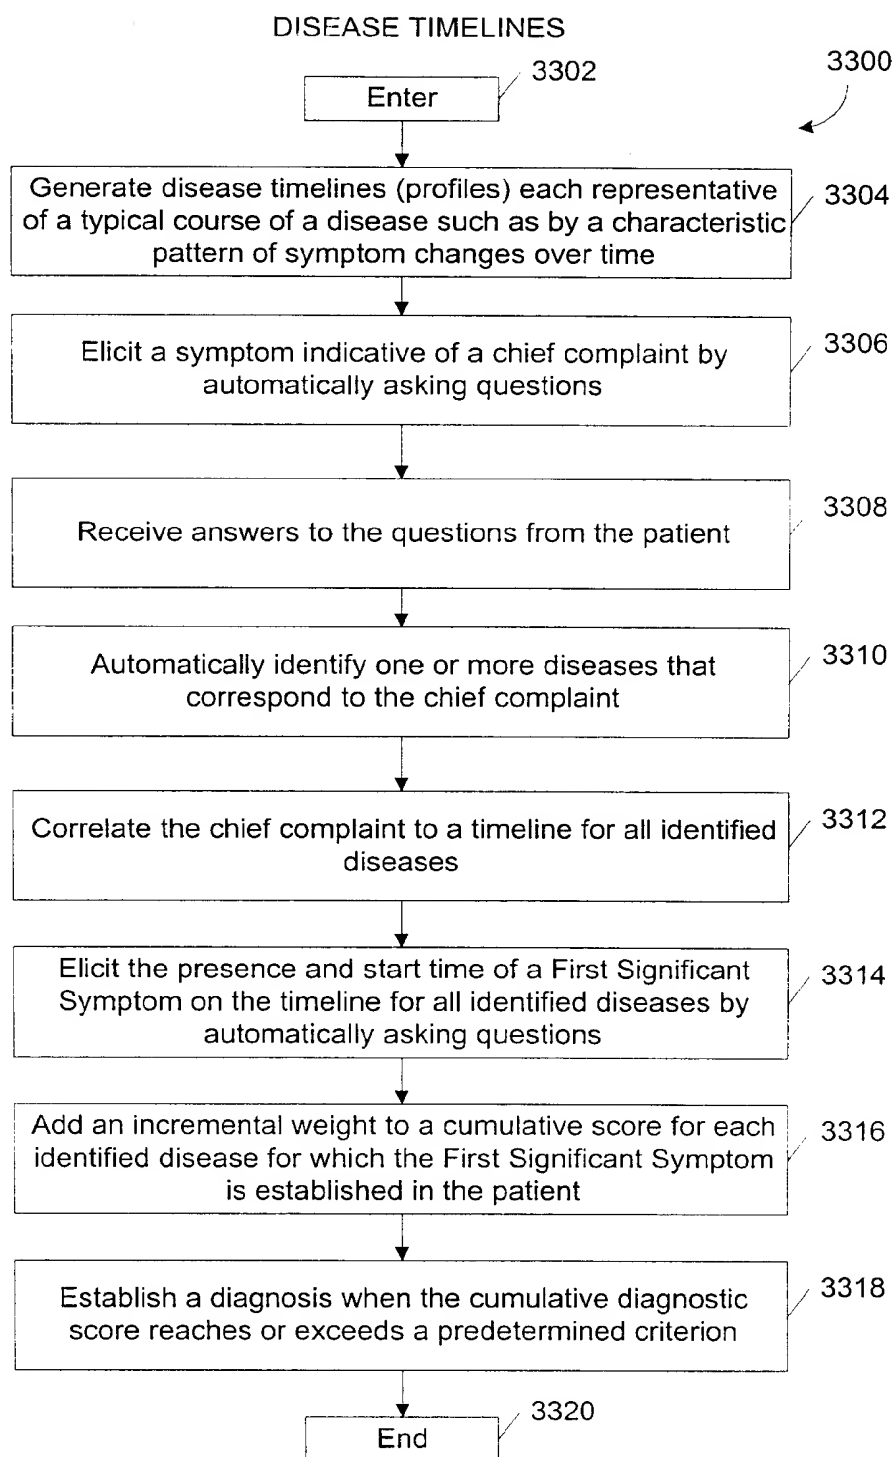 DISEASE TIMELINES
3300
Enter
3302
Generate disease timelines (profiles) each representative
of a typical course of a disease such as by a characteristic
pattern of symptom changes over time
3304
Elicit a symptom indicative of a chief complaint by
automatically asking questions
3306
Receive answers to the questions from the patient
3308
Automatically identify one or more diseases that
correspond to the chief complaint
3310
Correlate the chief complaint to a timeline for all identified
diseases
3312
Elicit the presence and start time of a First Significant
Symptom on the timeline for all identified diseases by
automatically asking questions
3314
Add an incremental weight to a cumulative score for each
identified disease for which the First Significant Symptom
is established in the patient
3316
Establish a diagnosis when the cumulative diagnostic
score reaches or exceeds a predetermined criterion
3318
End
3320